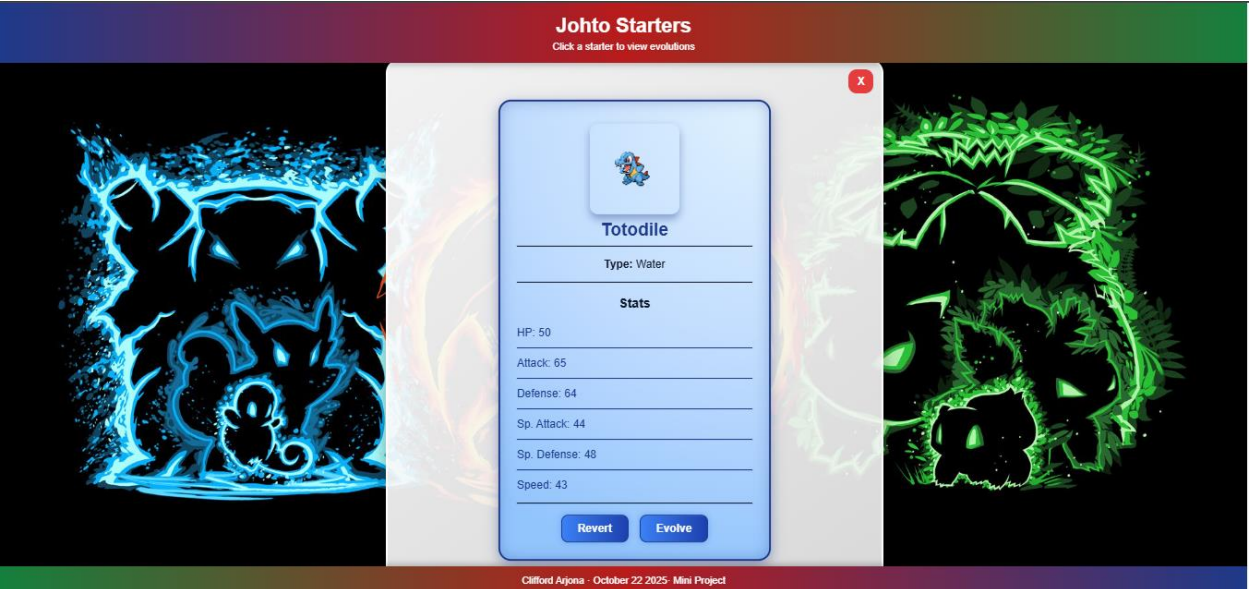 Johto Starters
Click a starter to view evolutions
X
Totodile
Type: Water
Stats
HP: 50
Attack: 65
Defense: 64
Sp. Attack: 44
Sp. Defense: 48
Speed: 43
Revert Evolve
Clifford Arjona · October 22 2025· Mini Project